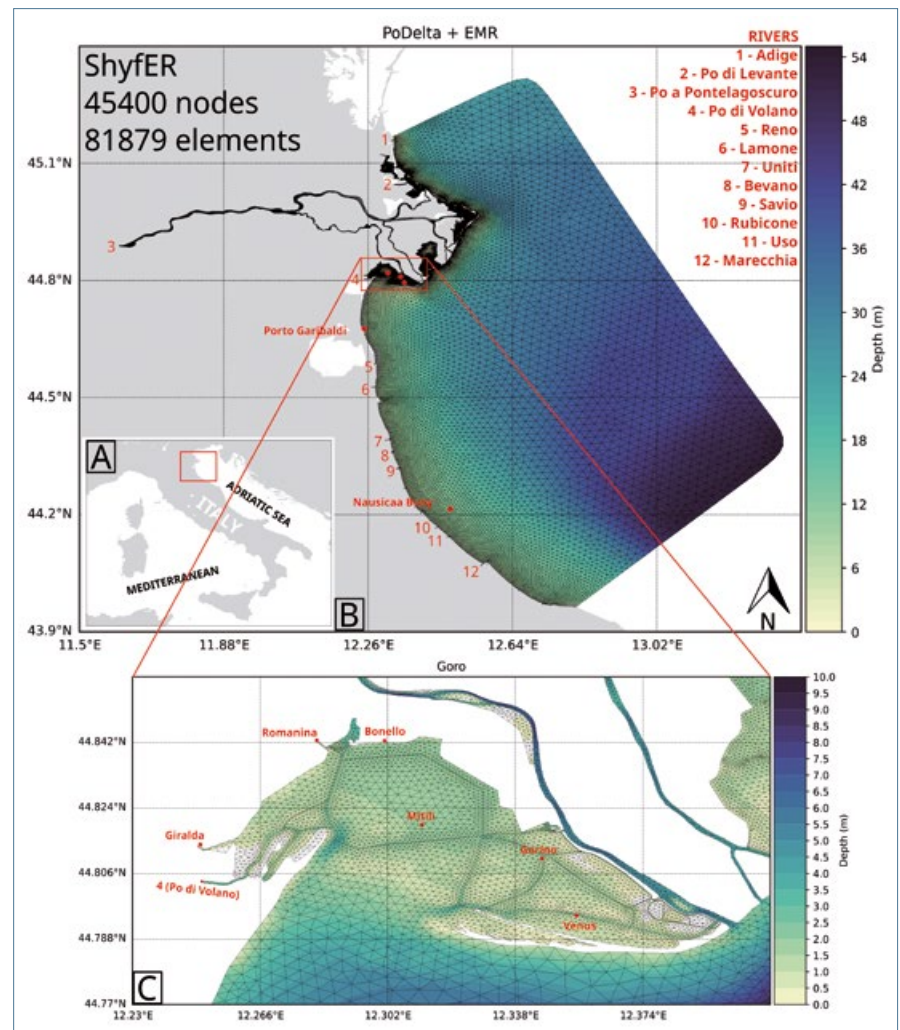 PoDelta + EMR
ShyfER
45400 nodes
81879 elements
RIVERS
1 - Adige
2 - Po di Levante
3 - Po a Pontelagoscuro
4 - Po di Volano
5 - Reno
6 - Lamone
7 - Uniti
8 - Bevano
9 - Savio
10 - Rubicone
11 - Uso
12 - Marecchia
54
48
42
36
30
24
18
12
6
0
Depth (m)
45.1°N
44.8°N
44.5°N
44.2°N
43.9°N
1
2
3
4
Porto Garibaldi
5
6
7
8
9
Nausicaa
10
11
12
A
ITALY
ADRIATIC SEA
MEDITERRANEAN
B
N
11.5°E
11.88°E
12.26°E
12.64°E
13.02°E
Goro
Romanina
Bonello
Mitili
Giralda
Gorino
4 (Po di Volano)
Venus
C
44.842°N
44.824°N
44.806°N
44.788°N
44.77°N
12.23°E
12.266°E
12.302°E
12.338°E
12.374°E
10.0
9.5
9.0
8.5
8.0
7.5
7.0
6.5
6.0
5.5
5.0
4.5
4.0
3.5
3.0
2.5
2.0
1.5
1.0
0.5
0.0
Depth (m)